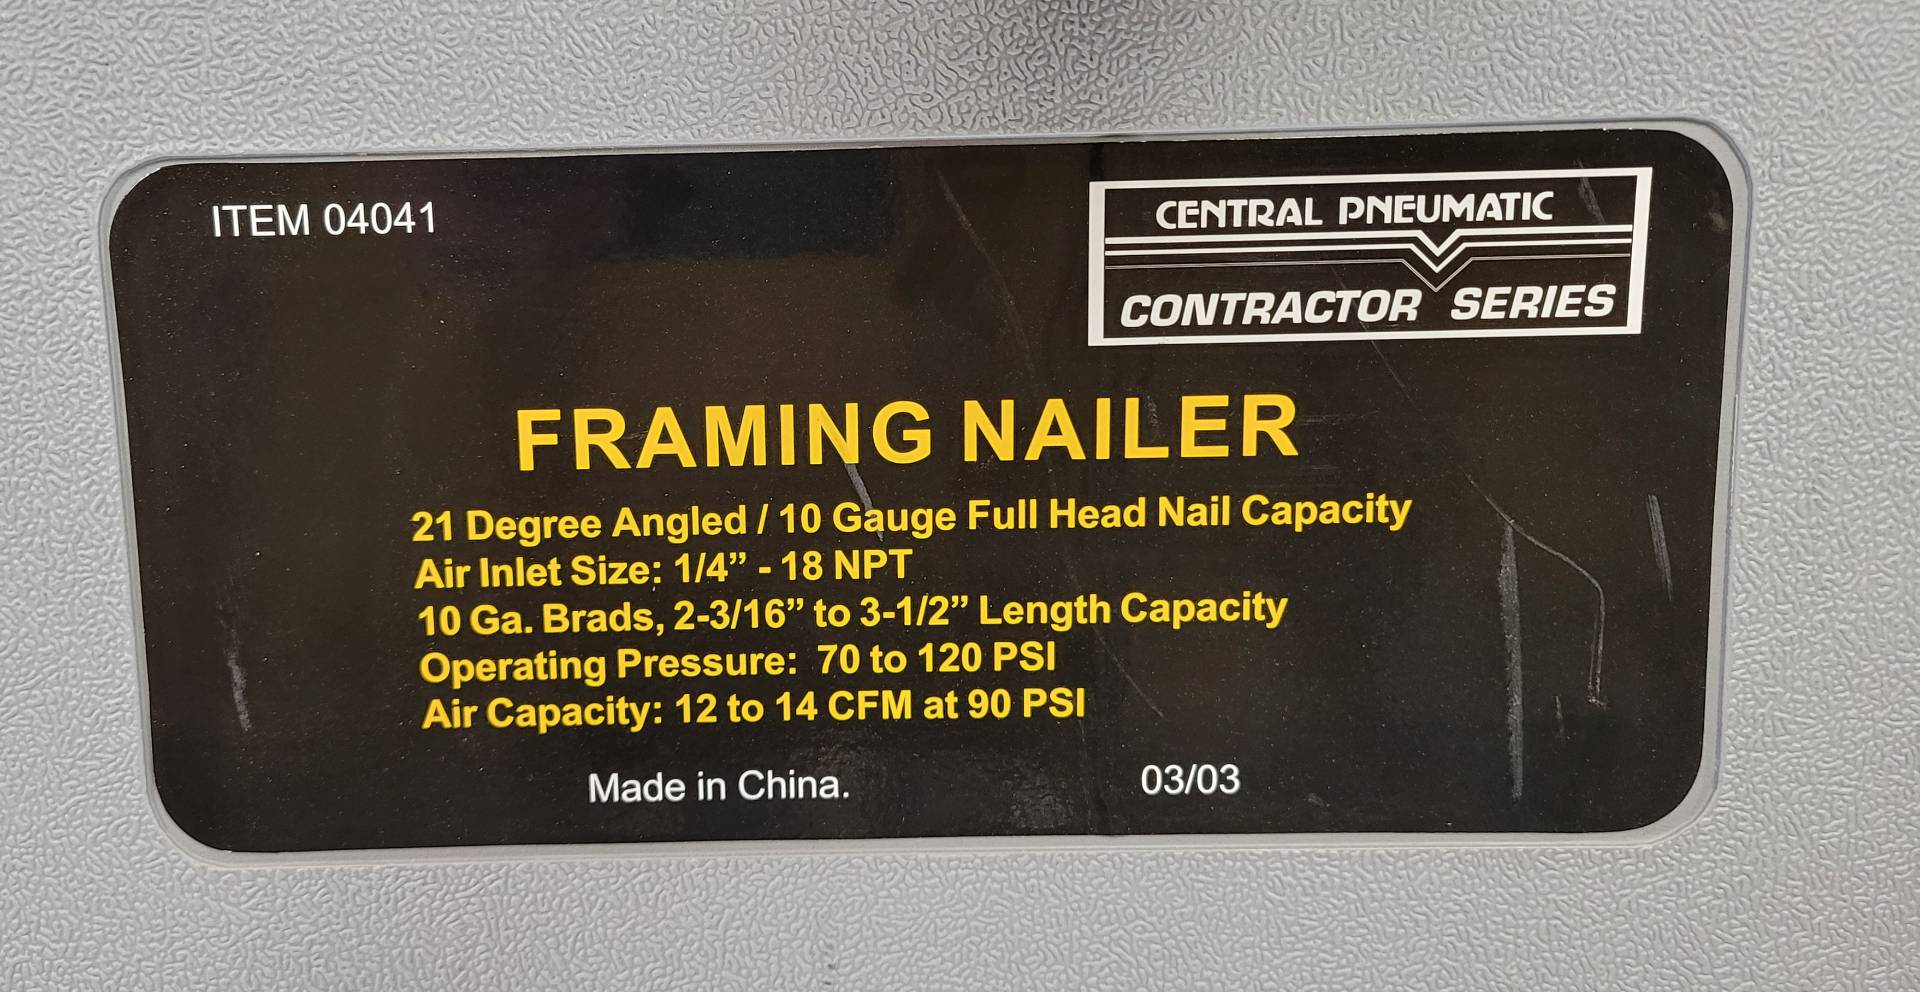 ITEM 04041
CENTRAL PNEUMATIC
CONTRACTOR SERIES
FRAMING NAILER
21 Degree Angled / 10 Gauge Full Head Nail Capacity
Air Inlet Size: 1/4” - 18 NPT
10 Ga. Brads, 2-3/16” to 3-1/2” Length Capacity
Operating Pressure: 70 to 120 PSI
Air Capacity: 12 to 14 CFM at 90 PSI
Made in China. 03/03